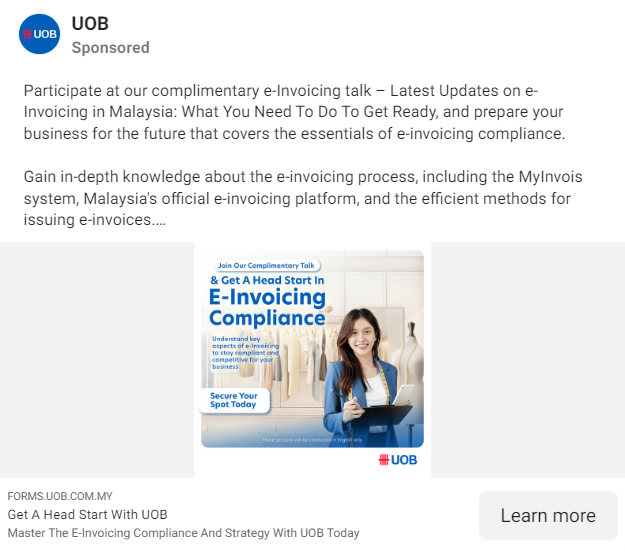 UOB
UOB
Sponsored
Participate at our complimentary e-Invoicing talk – Latest Updates on e-
Invoicing in Malaysia: What You Need To Do To Get Ready, and prepare your
business for the future that covers the essentials of e-invoicing compliance.
Gain in-depth knowledge about the e-invoicing process, including the MyInvois
system, Malaysia's official e-invoicing platform, and the efficient methods for
issuing e-invoices....
Join Our Complimentary Talk
& Get A Head Start In
E-Invoicing
Compliance
Understand key
aspects of e-Invoicing
to stay compliant and
competitive for your
business
Secure Your
Spot Today
These sessions will be conducted in English only.
UOB
FORMS.UOB.COM.MY
Get A Head Start With UOB
Master The E-Invoicing Compliance And Strategy With UOB Today
Learn more